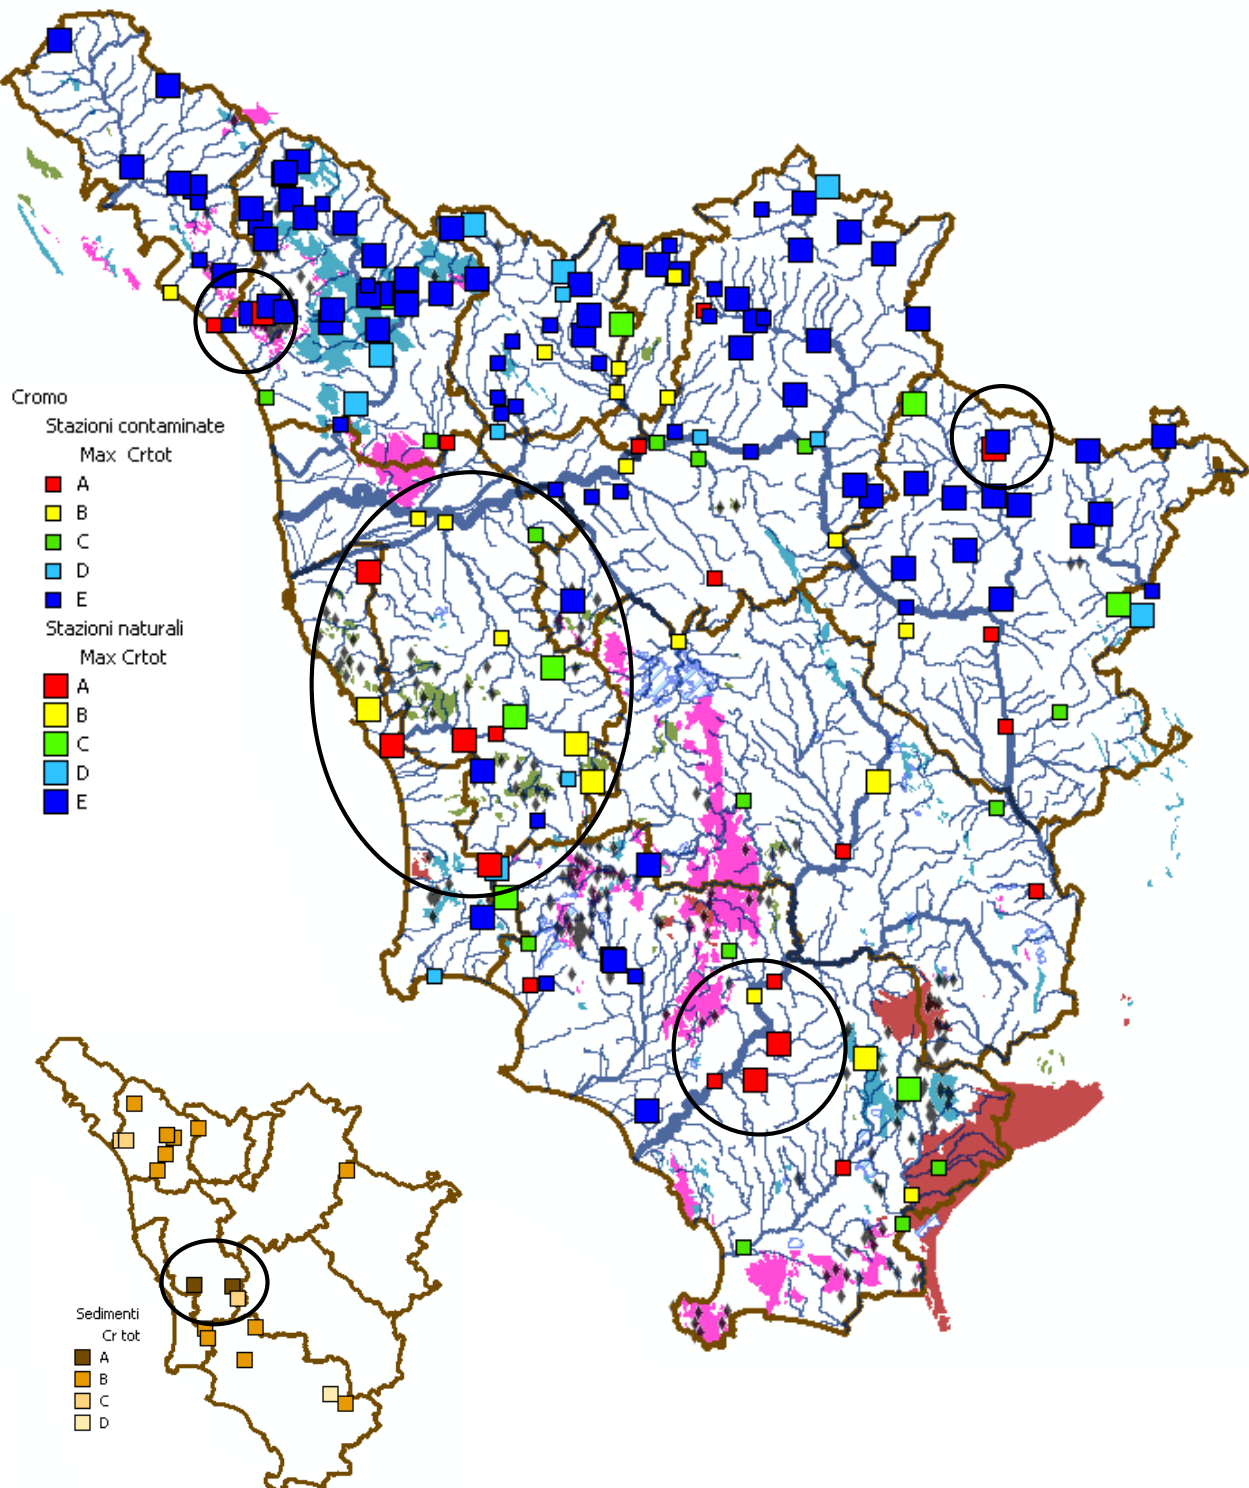 Cromo
Stazioni contaminate
Max Crtot
A
B
C
D
E
Stazioni naturali
Max Crtot
A
B
C
D
E
Sedimenti
Cr tot
A
B
C
D